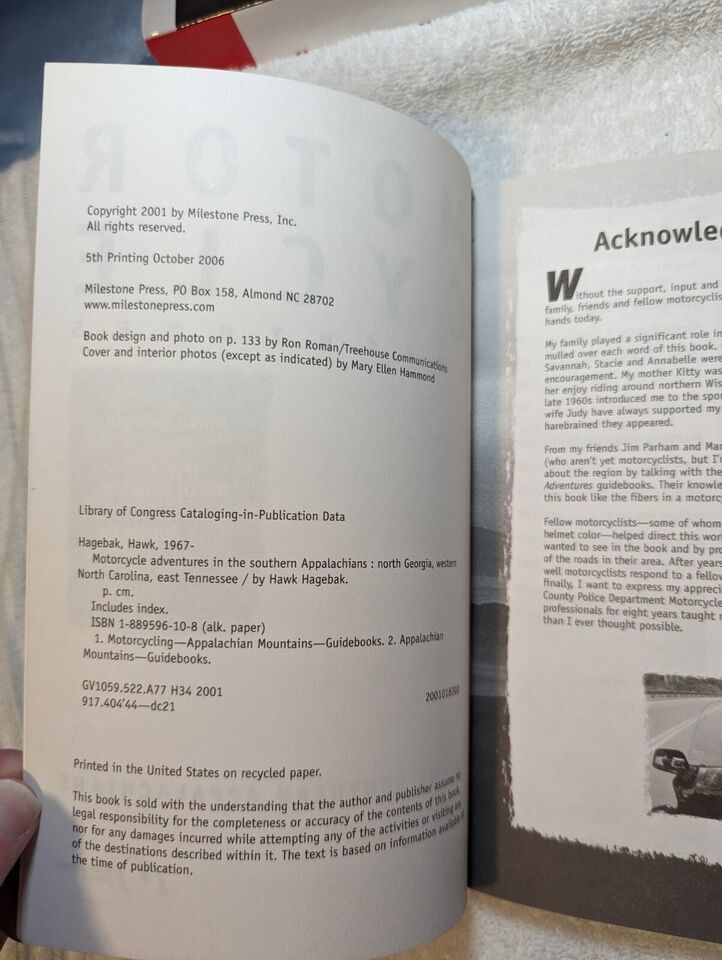 Copyright 2001 by Milestone Press, Inc.
All rights reserved.
5th Printing October 2006
Milestone Press, PO Box 158, Almond NC 28702
www.milestonepress.com
Book design and photo on p. 133 by Ron Roman/Treehouse Communications
Cover and interior photos (except as indicated) by Mary Ellen Hammond
Library of Congress Cataloging-in-Publication Data
Hagebak, Hawk, 1967-
Motorcycle adventures in the southern Appalachians : north Georgia, western
North Carolina, east Tennessee / by Hawk Hagebak.
p. cm.
Includes index.
ISBN 1-889596-10-8 (alk. paper)
1. Motorcycling—Appalachian Mountains—Guidebooks. 2. Appalachian
Mountains—Guidebooks.
GV1059.522.A77 H34 2001
917.404'44—dc21
2001018302
Printed in the United States on recycled paper.
This book is sold with the understanding that the author and publisher assume no
legal responsibility for the completeness or accuracy of the contents of this book,
nor for any damages incurred while attempting any of the activities or visiting any
of the destinations described within it. The text is based on information available at
the time of publication.
Acknowle
Without the support, input and
family, friends and fellow motorcyclis
hands today.
My family played a significant role in
mulled over each word of this book.
Savannah, Stacie and Annabelle were
encouragement. My mother Kitty was
her enjoy riding around northern Wis
late 1960s introduced me to the spor
wife Judy have always supported my
harebrained they appeared.
From my friends Jim Parham and Mar
(who aren't yet motorcyclists, but I'
about the region by talking with the
Adventures guidebooks. Their knowle
this book like the fibers in a motorc
Fellow motorcyclists—some of whom
helmet color—helped direct this wor
wanted to see in the book and by pro
of the roads in their area. After years
well motorcyclists respond to a fellow
finally, I want to express my appreci
County Police Department Motorcycle
professionals for eight years taught m
than I ever thought possible.